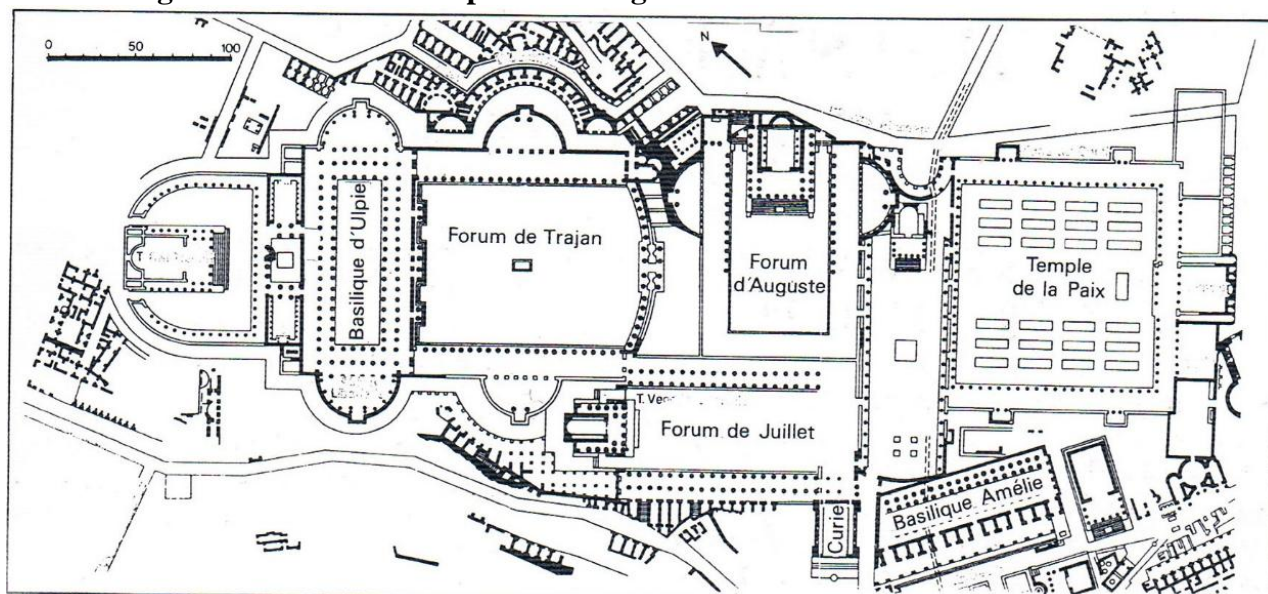 0 50 100
N
Basilique d'Ulpie
Forum de Trajan
Forum
d'Auguste
Temple
de la Paix
T.
T. Ven
Forum de Juillet
Curie
Basilique Amélie